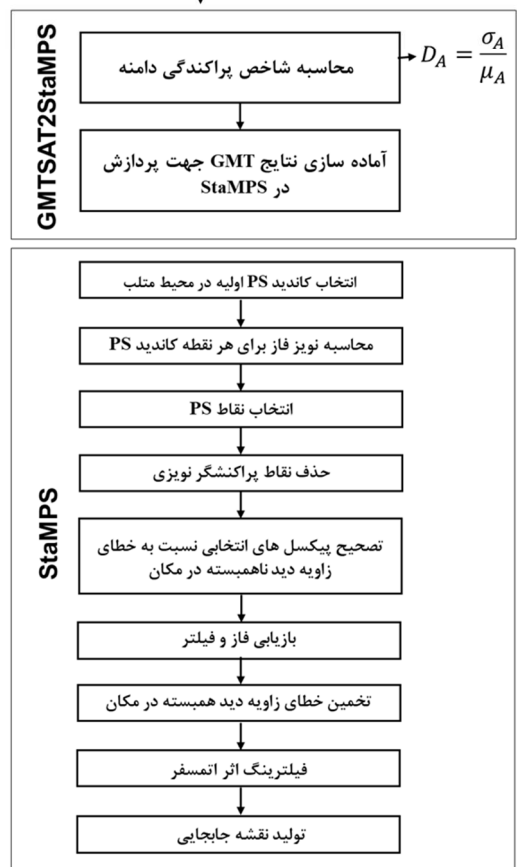 GMTSAT2StaMPS
محاسبه شاخص پراکندگی دامنه
D_A = σ_A / μ_A
آماده سازی نتایج GMT جهت پردازش
در StaMPS
StaMPS
انتخاب کاندید PS اولیه در محیط متلب
محاسبه نویز فاز برای هر نقطه کاندید PS
انتخاب نقاط PS
حذف نقاط پراکنشگر نویزی
تصحیح پیکسل های انتخابی نسبت به خطای
زاویه دید ناهمبسته در مکان
بازیابی فاز و فیلتر
تخمین خطای زاویه دید همبسته در مکان
فیلترینگ اثر اتمسفر
تولید نقشه جابجایی